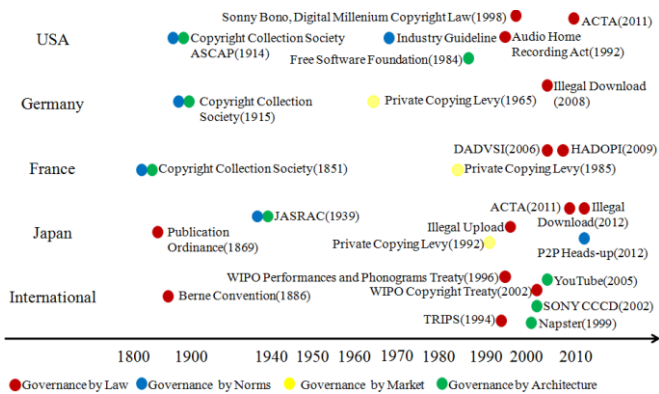 Sonny Bono, Digital Millenium Copyright Law(1998)
ACTA(2011)
USA
Copyright Collection Society
ASCAP(1914)
Industry Guideline
Audio Home
Recording Act(1992)
Free Software Foundation(1984)
Illegal Download
(2008)
Germany
Copyright Collection
Society(1915)
Private Copying Levy(1965)
DADVSI(2006)
HADOPI(2009)
France
Copyright Collection Society(1851)
Private Copying Levy(1985)
ACTA(2011)
Illegal
Download(2012)
JASRAC(1939)
Japan
Publication
Ordinance(1869)
Illegal Upload
Private Copying Levy(1992)
P2P Heads-up(2012)
WIPO Performances and Phonograms Treaty(1996)
YouTube(2005)
International
Berne Convention(1886)
WIPO Copyright Treaty(2002)
SONY CCCD(2002)
TRIPS(1994)
Napster(1999)
1800 1900 1940 1950 1960 1970 1980 1990 2000 2010
Governance by Law Governance by Norms Governance by Market Governance by Architecture